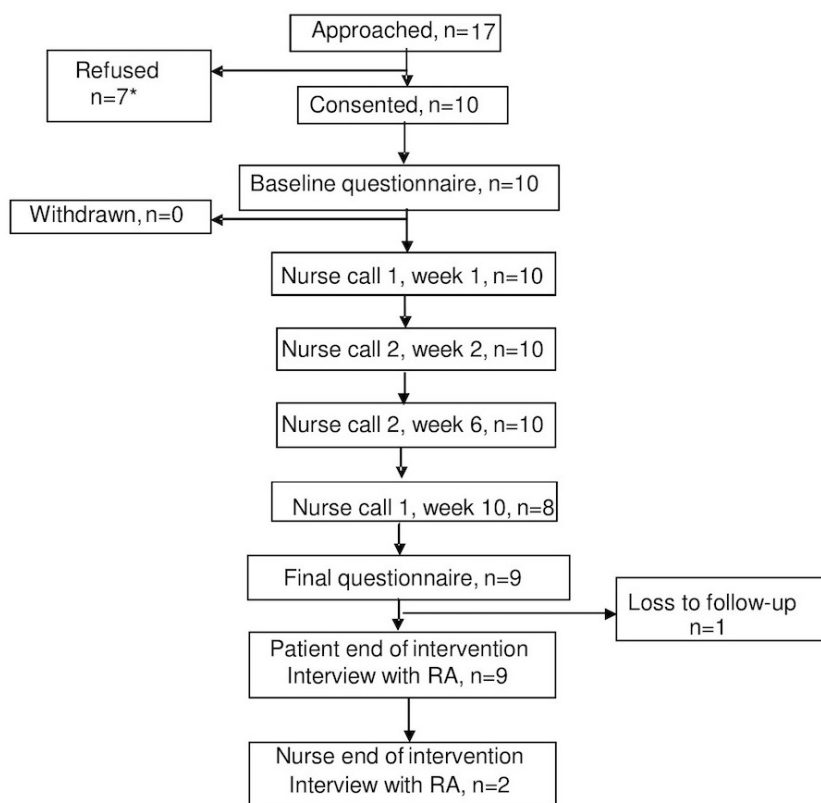 Approached, n=17
Refused
n=7*
Consented, n=10
Baseline questionnaire, n=10
Withdrawn, n=0
Nurse call 1, week 1, n=10
Nurse call 2, week 2, n=10
Nurse call 2, week 6, n=10
Nurse call 1, week 10, n=8
Final questionnaire, n=9
Loss to follow-up
n=1
Patient end of intervention
Interview with RA, n=9
Nurse end of intervention
Interview with RA, n=2